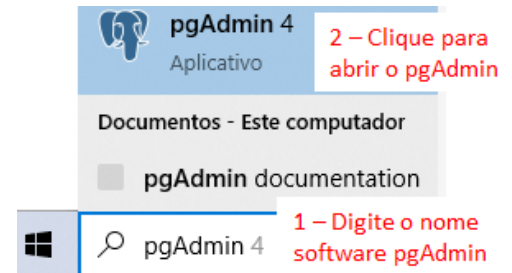 pgAdmin 4
Aplicativo
2 – Clique para
abrir o pgAdmin
Documentos - Este computador
pgAdmin documentation
1 – Digite o nome
software pgAdmin
pgAdmin 4